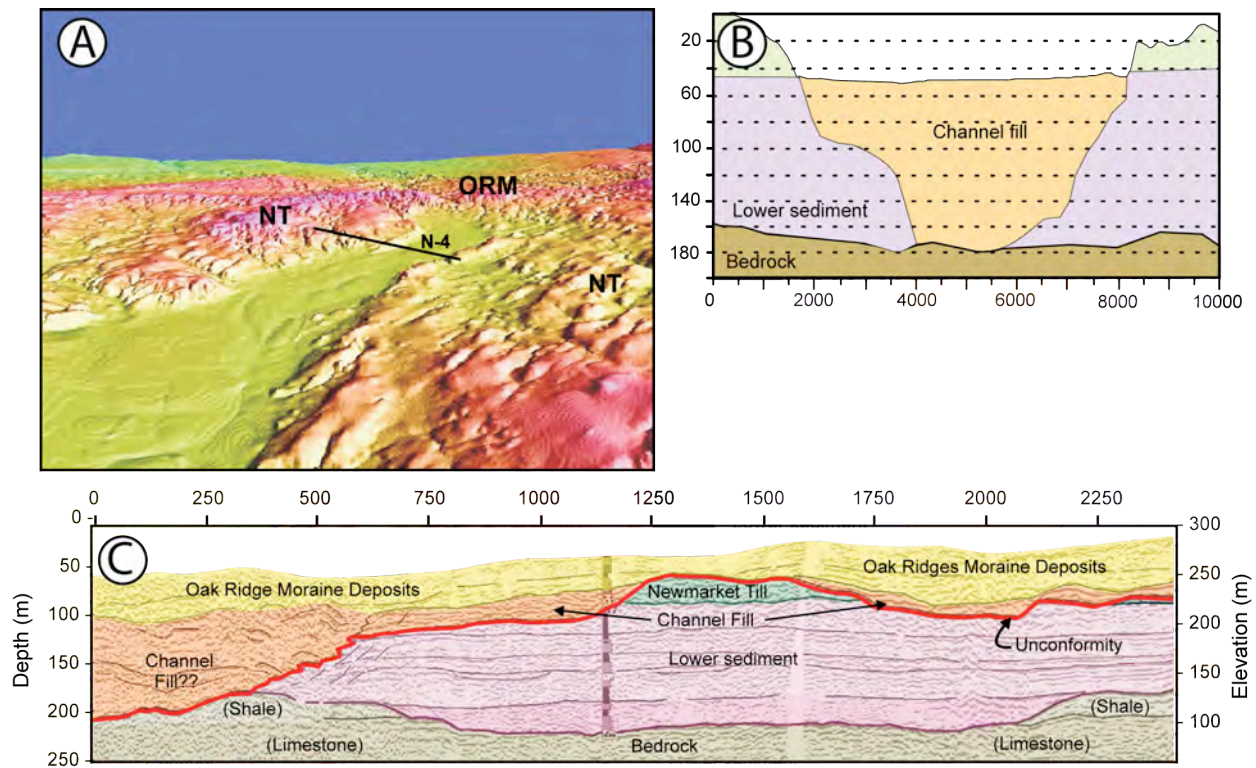 A
ORM
NT
N-4
NT
B
20
60
100
140
180
Channel fill
Lower sediment
Bedrock
0 2000 4000 6000 8000 10000
0 250 500 750 1000 1250 1500 1750 2000 2250
C
0
50
100
150
200
250
Depth (m)
300
250
200
150
100
Elevation (m)
Oak Ridge Moraine Deposits
Oak Ridges Moraine Deposits
Newmarket Till
Channel Fill
Channel
Fill??
Lower sediment
Unconformity
(Shale)
(Shale)
(Limestone)
Bedrock
(Limestone)